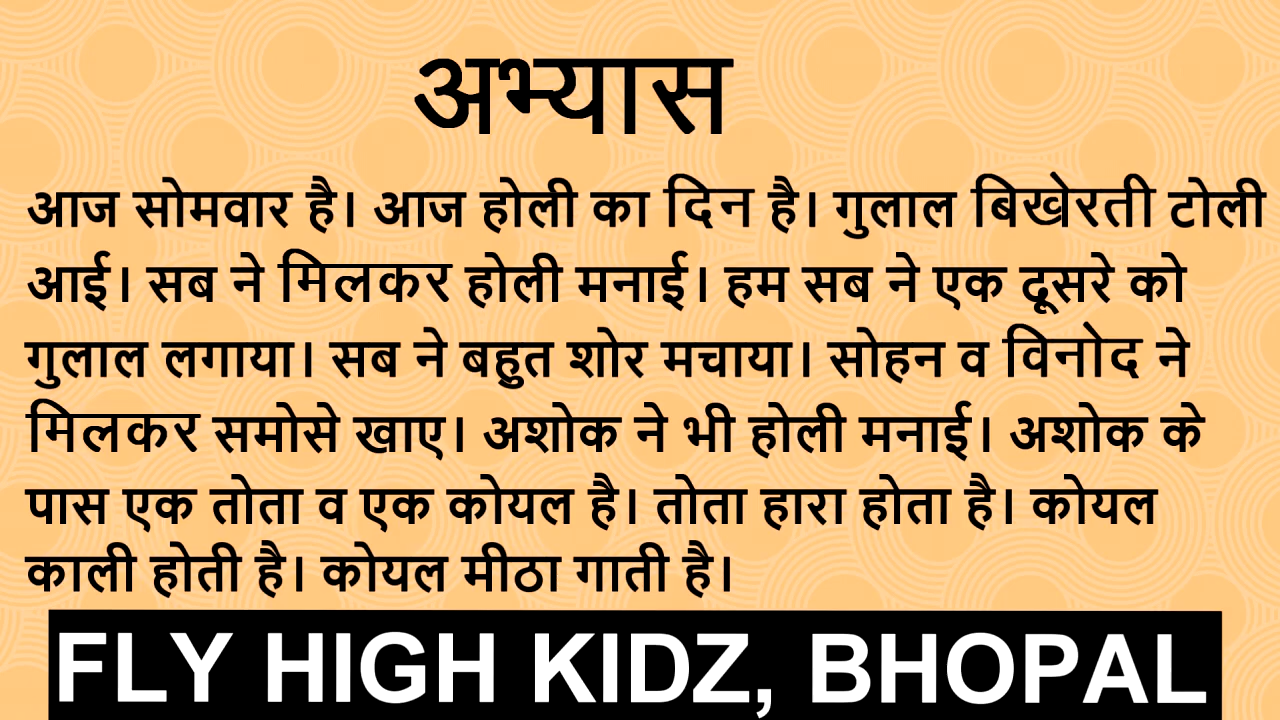 अभ्यास
आज सोमवार है। आज होली का दिन है। गुलाल बिखेरती टोली
आई। सब ने मिलकर होली मनाई। हम सब ने एक दूसरे को
गुलाल लगाया। सब ने बहुत शोर मचाया। सोहन व विनोद ने
मिलकर समोसे खाए। अशोक ने भी होली मनाई। अशोक के
पास एक तोता व एक कोयल है। तोता हारा होता है। कोयल
काली होती है। कोयल मीठा गाती है।
FLY HIGH KIDZ, BHOPAL